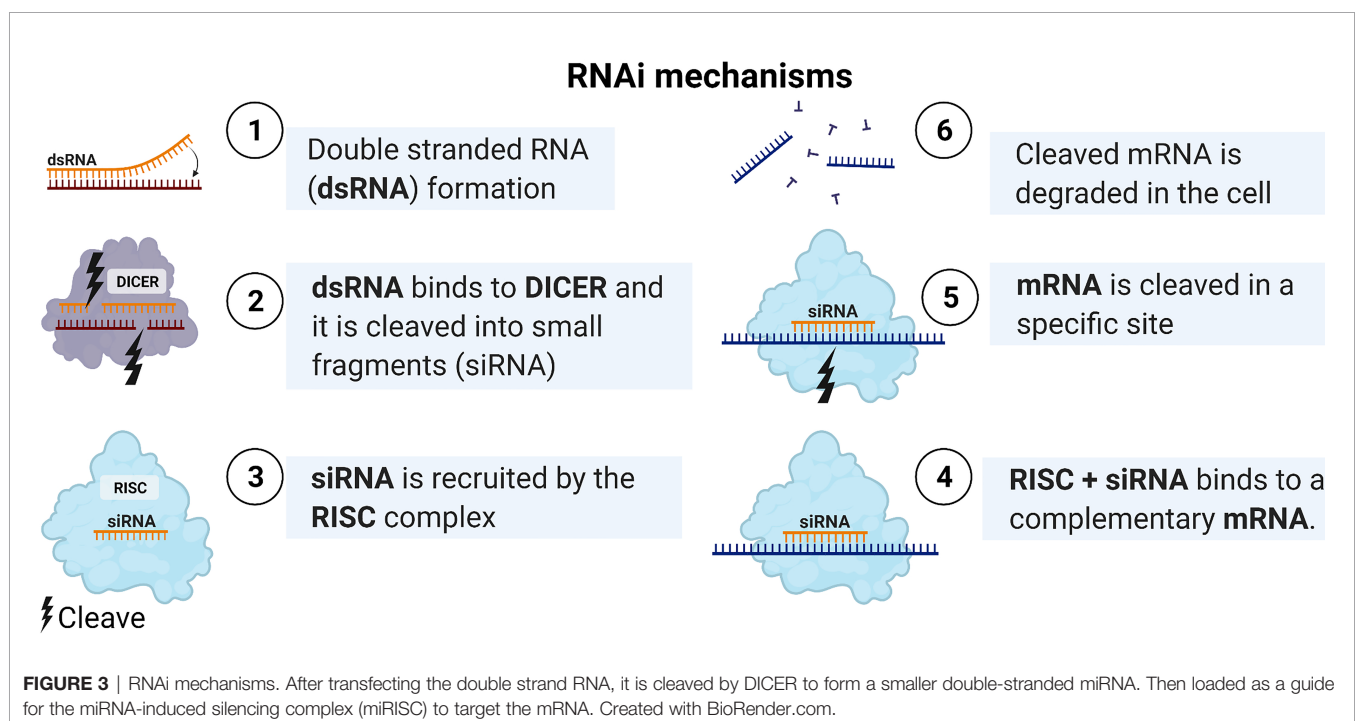 RNAi mechanisms
dsRNA
1
Double stranded RNA
(dsRNA) formation
DICER
2
dsRNA binds to DICER and
it is cleaved into small
fragments (siRNA)
RISC
siRNA
3
siRNA is recruited by the
RISC complex
Cleave
6
Cleaved mRNA is
degraded in the cell
siRNA
5
mRNA is cleaved in a
specific site
siRNA
4
RISC + siRNA binds to a
complementary mRNA.
FIGURE 3 | RNAi mechanisms. After transfecting the double strand RNA, it is cleaved by DICER to form a smaller double-stranded miRNA. Then loaded as a guide
for the miRNA-induced silencing complex (miRISC) to target the mRNA. Created with BioRender.com.